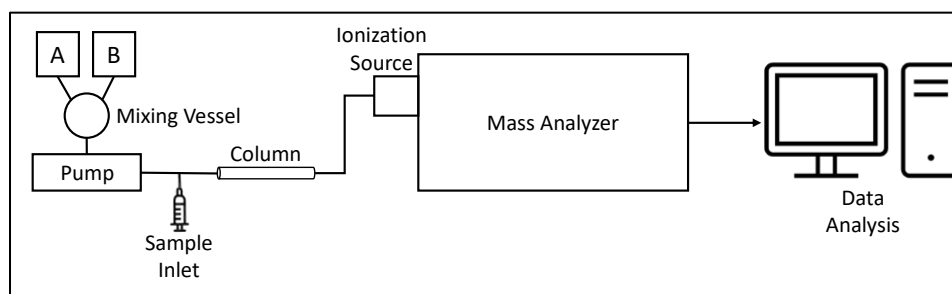 A
B
Mixing Vessel
Pump
Sample
Inlet
Column
Ionization
Source
Mass Analyzer
Data
Analysis